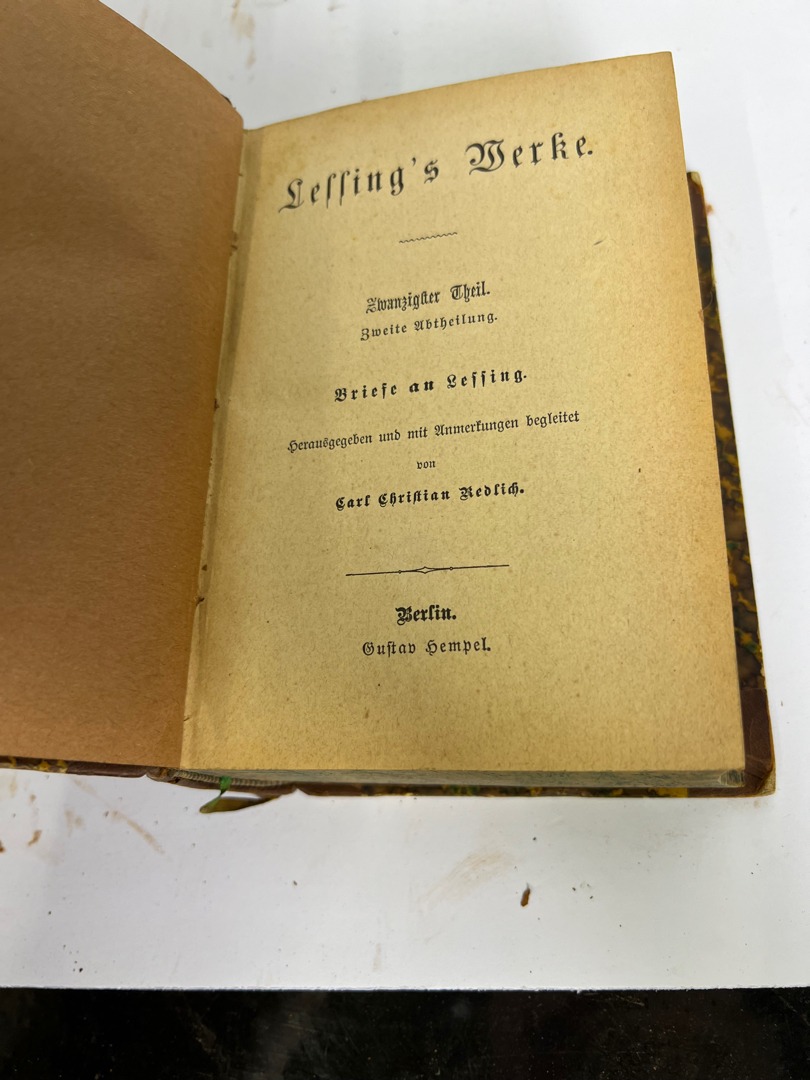 Lessing's Werke.
Zwanzigster Theil.
Zweite Abtheilung.
Briefe an Lessing.
Herausgegeben und mit Anmerkungen begleitet
von
Carl Christian Redlich.
Berlin.
Gustav Hempel.